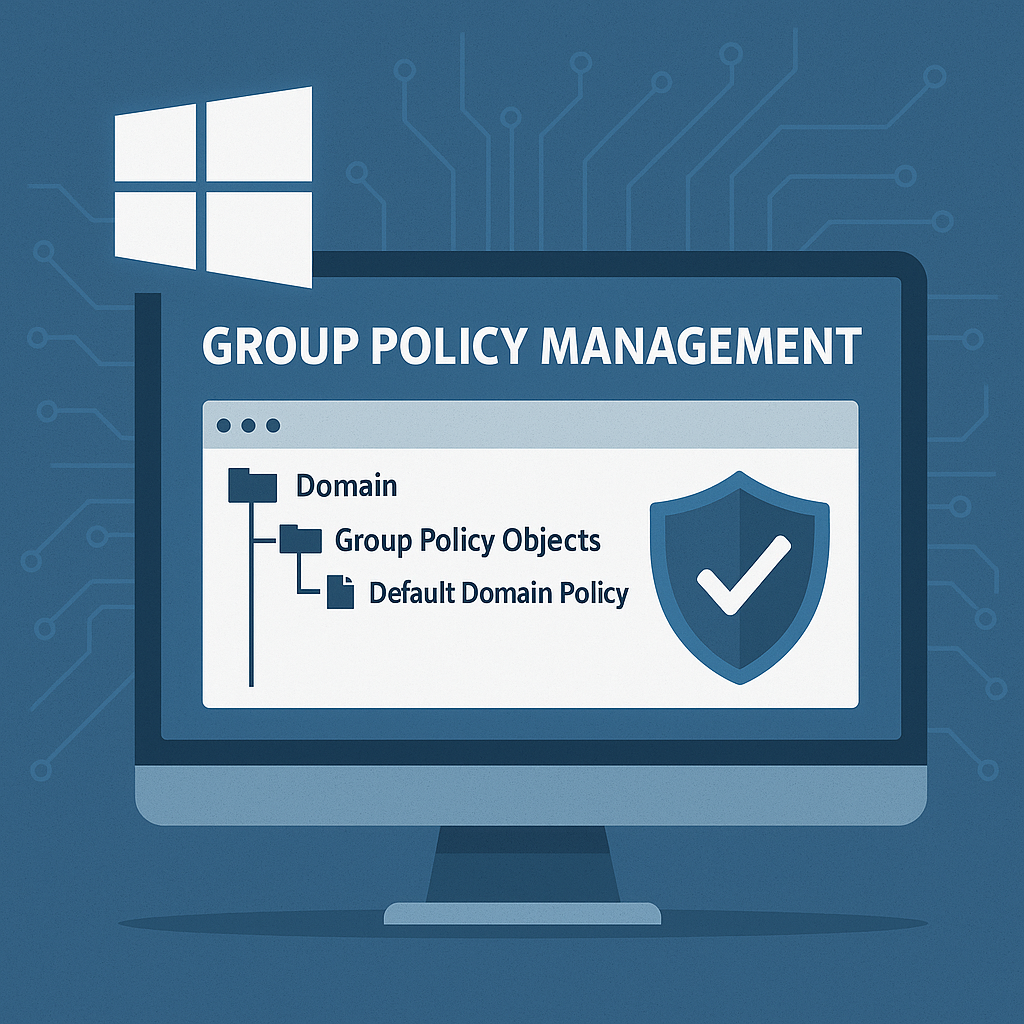 GROUP POLICY MANAGEMENT
Domain
Group Policy Objects
Default Domain Policy